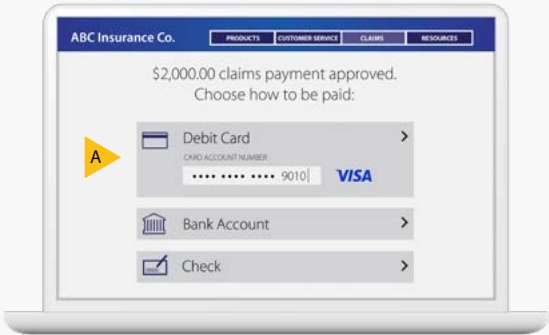 ABC Insurance Co. PRODUCTS CUSTOMER SERVICE CLAIMS RESOURCES
$2,000.00 claims payment approved.
Choose how to be paid:
A
Debit Card >
CARD ACCOUNT NUMBER
•••• •••• •••• 9010| VISA
Bank Account >
Check >